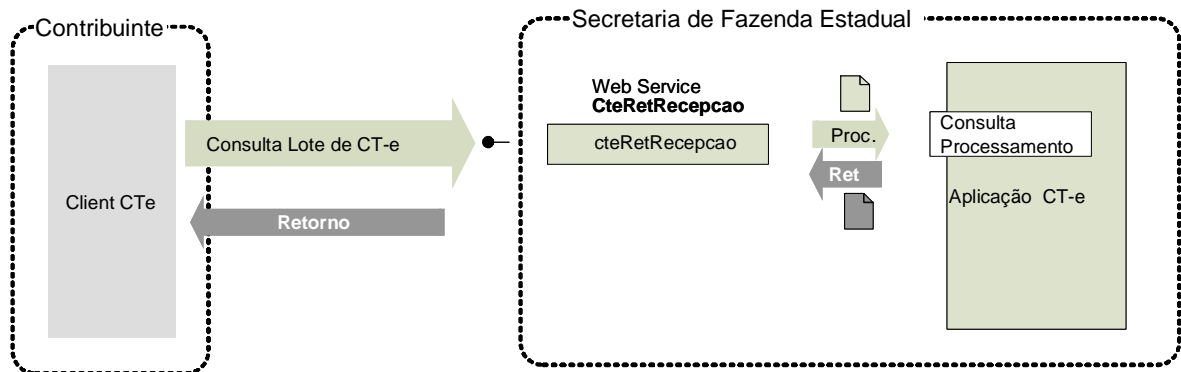 Contribuinte
Secretaria de Fazenda Estadual
Web Service
CteRetRecepcao
Consulta Lote de CT-e
cteRetRecepcao
Proc.
Consulta
Processamento
Ret
Client CTe
Aplicação CT-e
Retorno